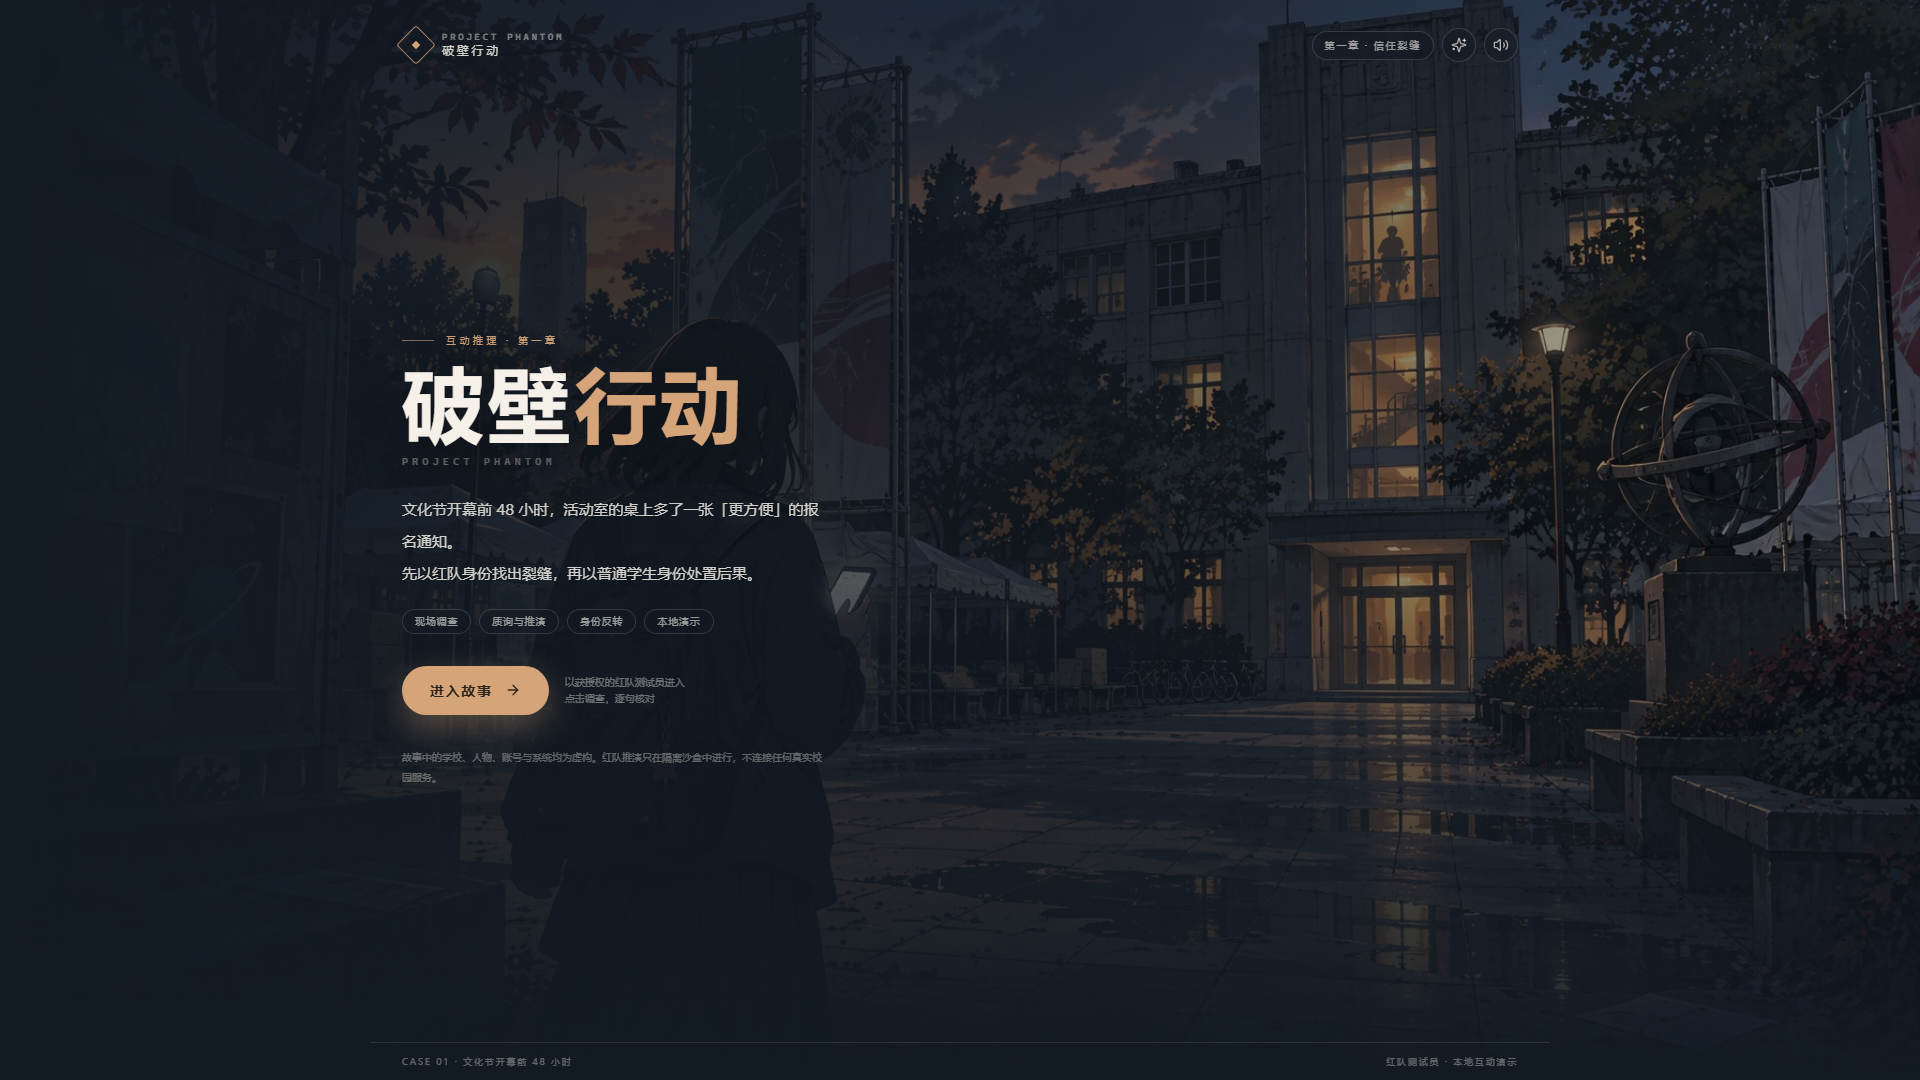 PROJECT PHANTOM
破壁行动
第一章 · 信任裂缝
互动推理 · 第一章
破壁行动
PROJECT PHANTOM
文化节开幕前 48 小时，活动室的桌上多了一张「更方便」的报
名通知。
先以红队身份找出裂缝，再以普通学生身份处置后果。
现场调查
质询与推演
身份反转
本地演示
进入故事
以获授权的红队测试员进入
点击调查，逐句核对
故事中的学校、人物、账号与系统均为虚构。红队推演只在隔离沙盒中进行，不连接任何真实校
园服务。
CASE 01 · 文化节开幕前 48 小时
红队测试员 · 本地互动演示